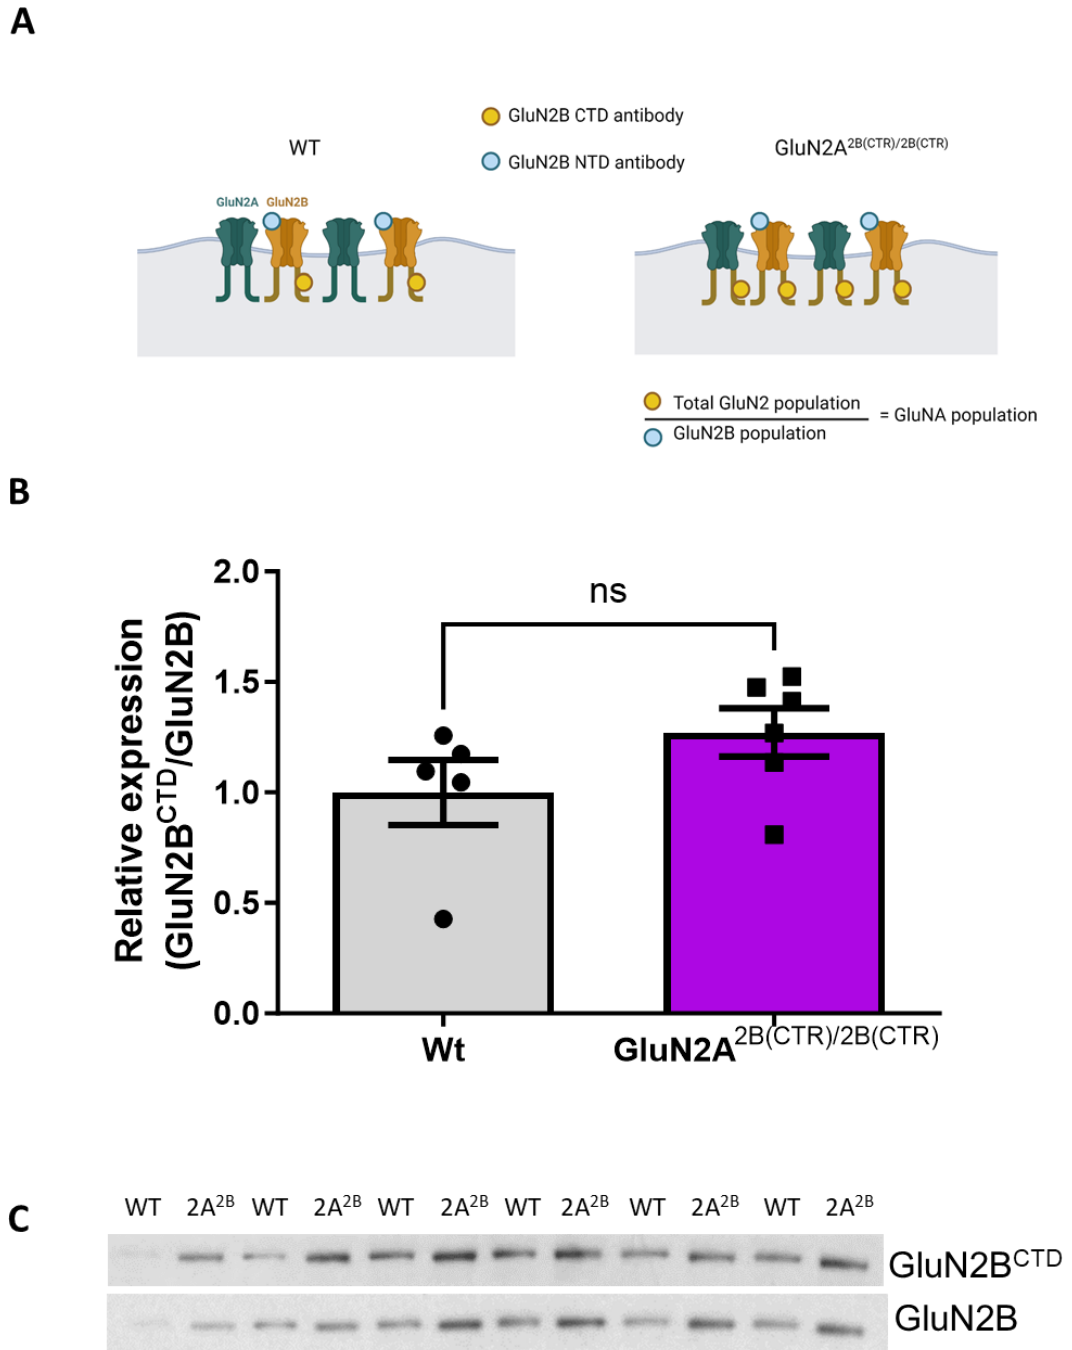 A
GluN2B CTD antibody
WT
GluN2A2B(CTR)/2B(CTR)
GluN2B NTD antibody
GluN2A GluN2B
Total GluN2 population
= GluNA population
GluN2B population
B
2.0
ns
1.5
1.0
0.5
0.0
Relative expression
(GluN2BCTD/GluN2B)
Wt
GluN2A2B(CTR)/2B(CTR)
C
WT 2A2B WT 2A2B WT 2A2B WT 2A2B WT 2A2B WT 2A2B
GluN2BCTD
GluN2B